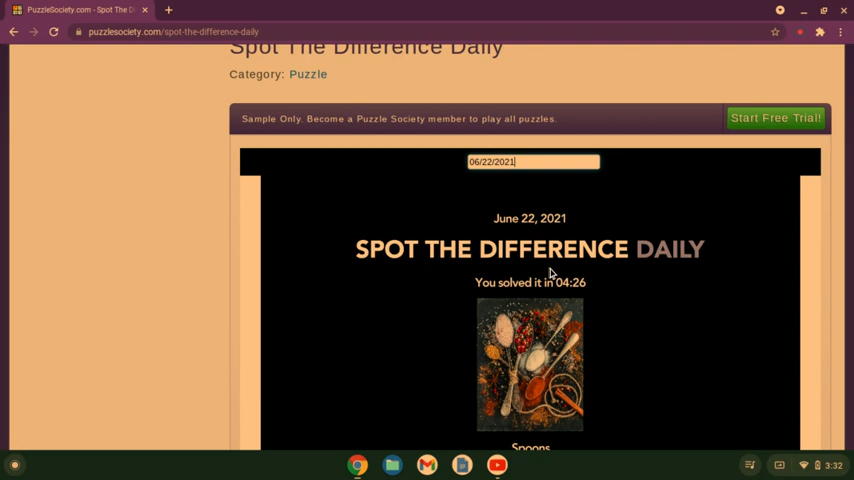 PuzzleSociety.com - Spot The Di
puzzlesociety.com/spot-the-difference-daily
Spot The Difference Daily
Category: Puzzle
Sample Only. Become a Puzzle Society member to play all puzzles.
Start Free Trial!
06/22/2021
June 22, 2021
SPOT THE DIFFERENCE DAILY
You solved it in 04:26
Spoons
3:32